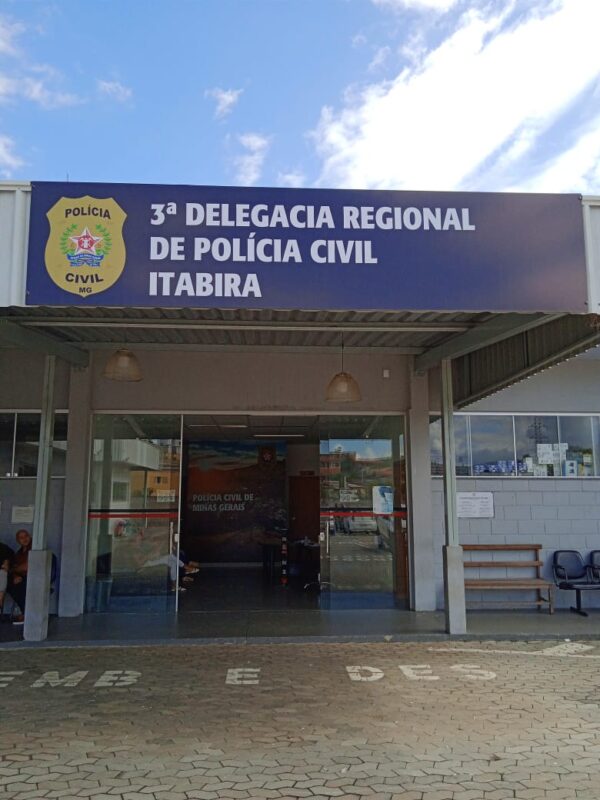 POLÍCIA
CIVIL
MG
3ª DELEGACIA REGIONAL
DE POLÍCIA CIVIL
ITABIRA
POLÍCIA CIVIL DE
MINAS GERAIS
EMB E DES